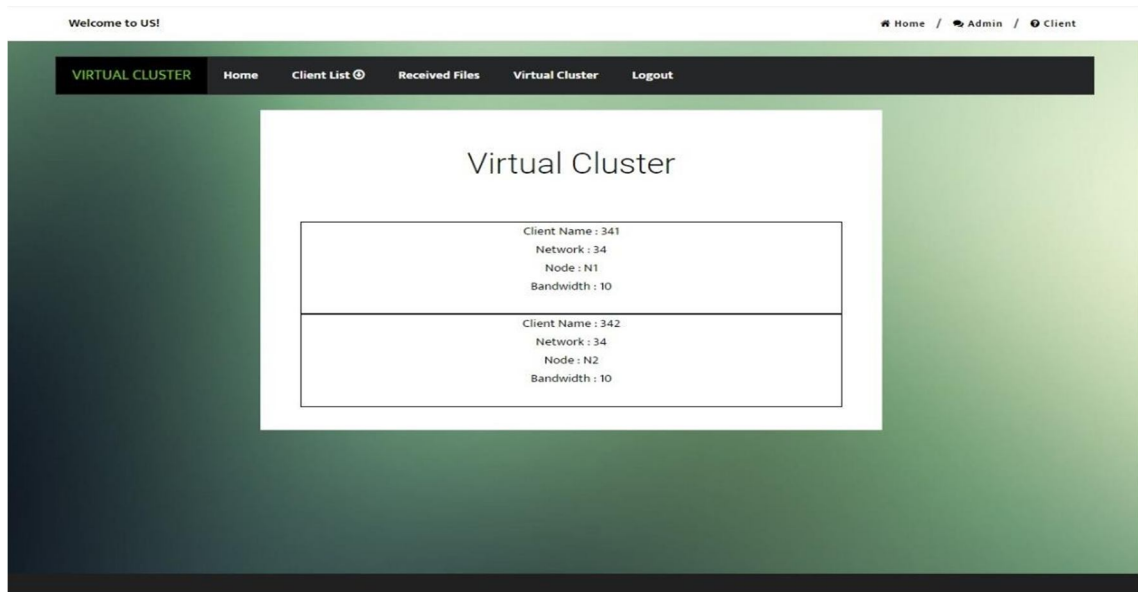 Welcome to US!
Home / Admin / Client
VIRTUAL CLUSTER Home Client List Received Files Virtual Cluster Logout
Virtual Cluster
Client Name : 341
Network : 34
Node : N1
Bandwidth : 10
Client Name : 342
Network : 34
Node : N2
Bandwidth : 10